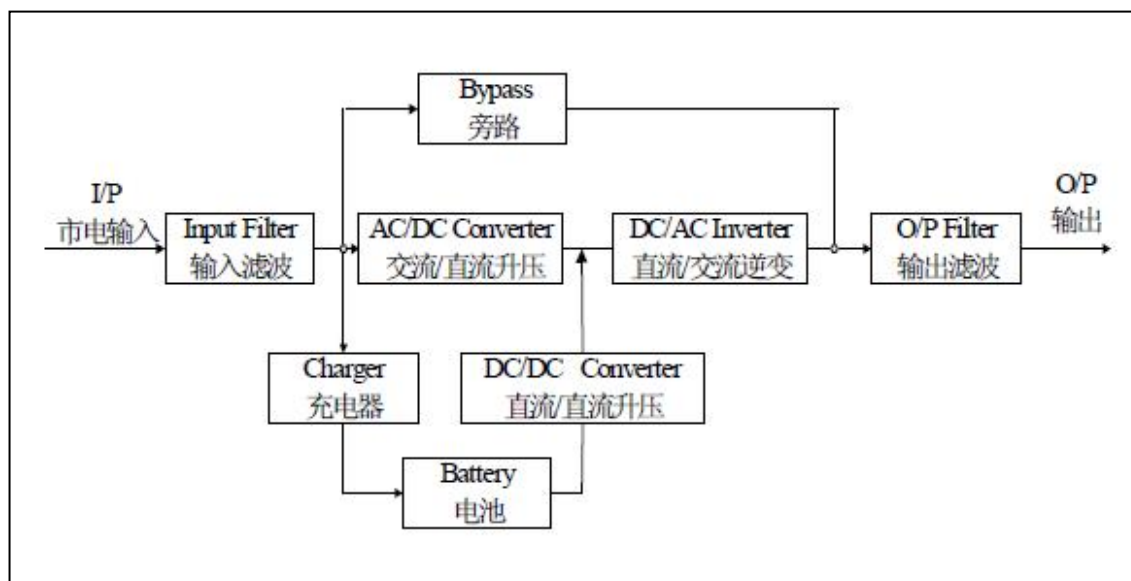 Bypass
旁路
I/P
市电输入
Input Filter
输入滤波
AC/DC Converter
交流/直流升压
DC/AC Inverter
直流/交流逆变
O/P Filter
输出滤波
O/P
输出
Charger
充电器
DC/DC Converter
直流/直流升压
Battery
电池